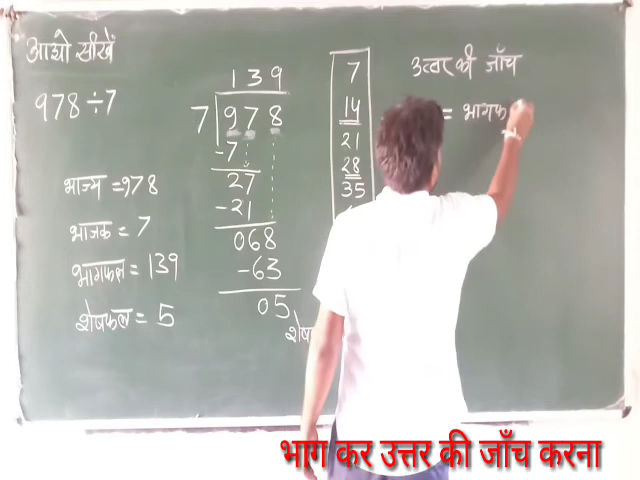 आओ सीखें
978 ÷ 7
139
7 978
-7
27
-21
068
-63
05
भाज्य = 978
भाजक = 7
भागफल = 139
शेषफल = 5
7
14
21
28
35
उत्तर की जाँच
= भागफ
भाग कर उत्तर की जाँच करना